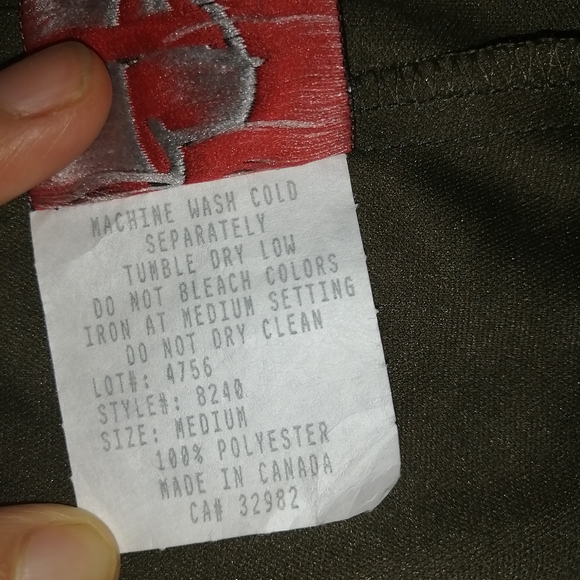 MACHINE WASH COLD
SEPARATELY
TUMBLE DRY LOW
DO NOT BLEACH COLORS
IRON AT MEDIUM SETTING
DO NOT DRY CLEAN
LOT#: 4756
STYLE#: 8240
SIZE: MEDIUM
100% POLYESTER
MADE IN CANADA
CA# 32982